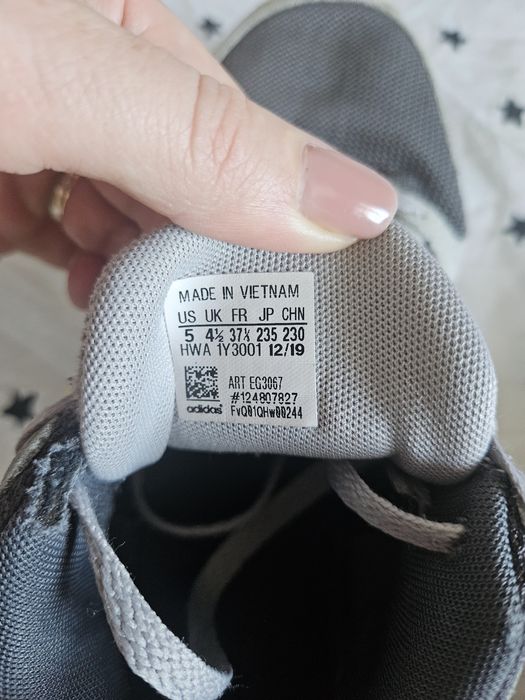 MADE IN VIETNAM
US UK FR JP CHN
5 4½ 37⅓ 235 230
HWA 1Y3001 12/19
ART EG3067
#124807827
adidas FvQ01QHw00244